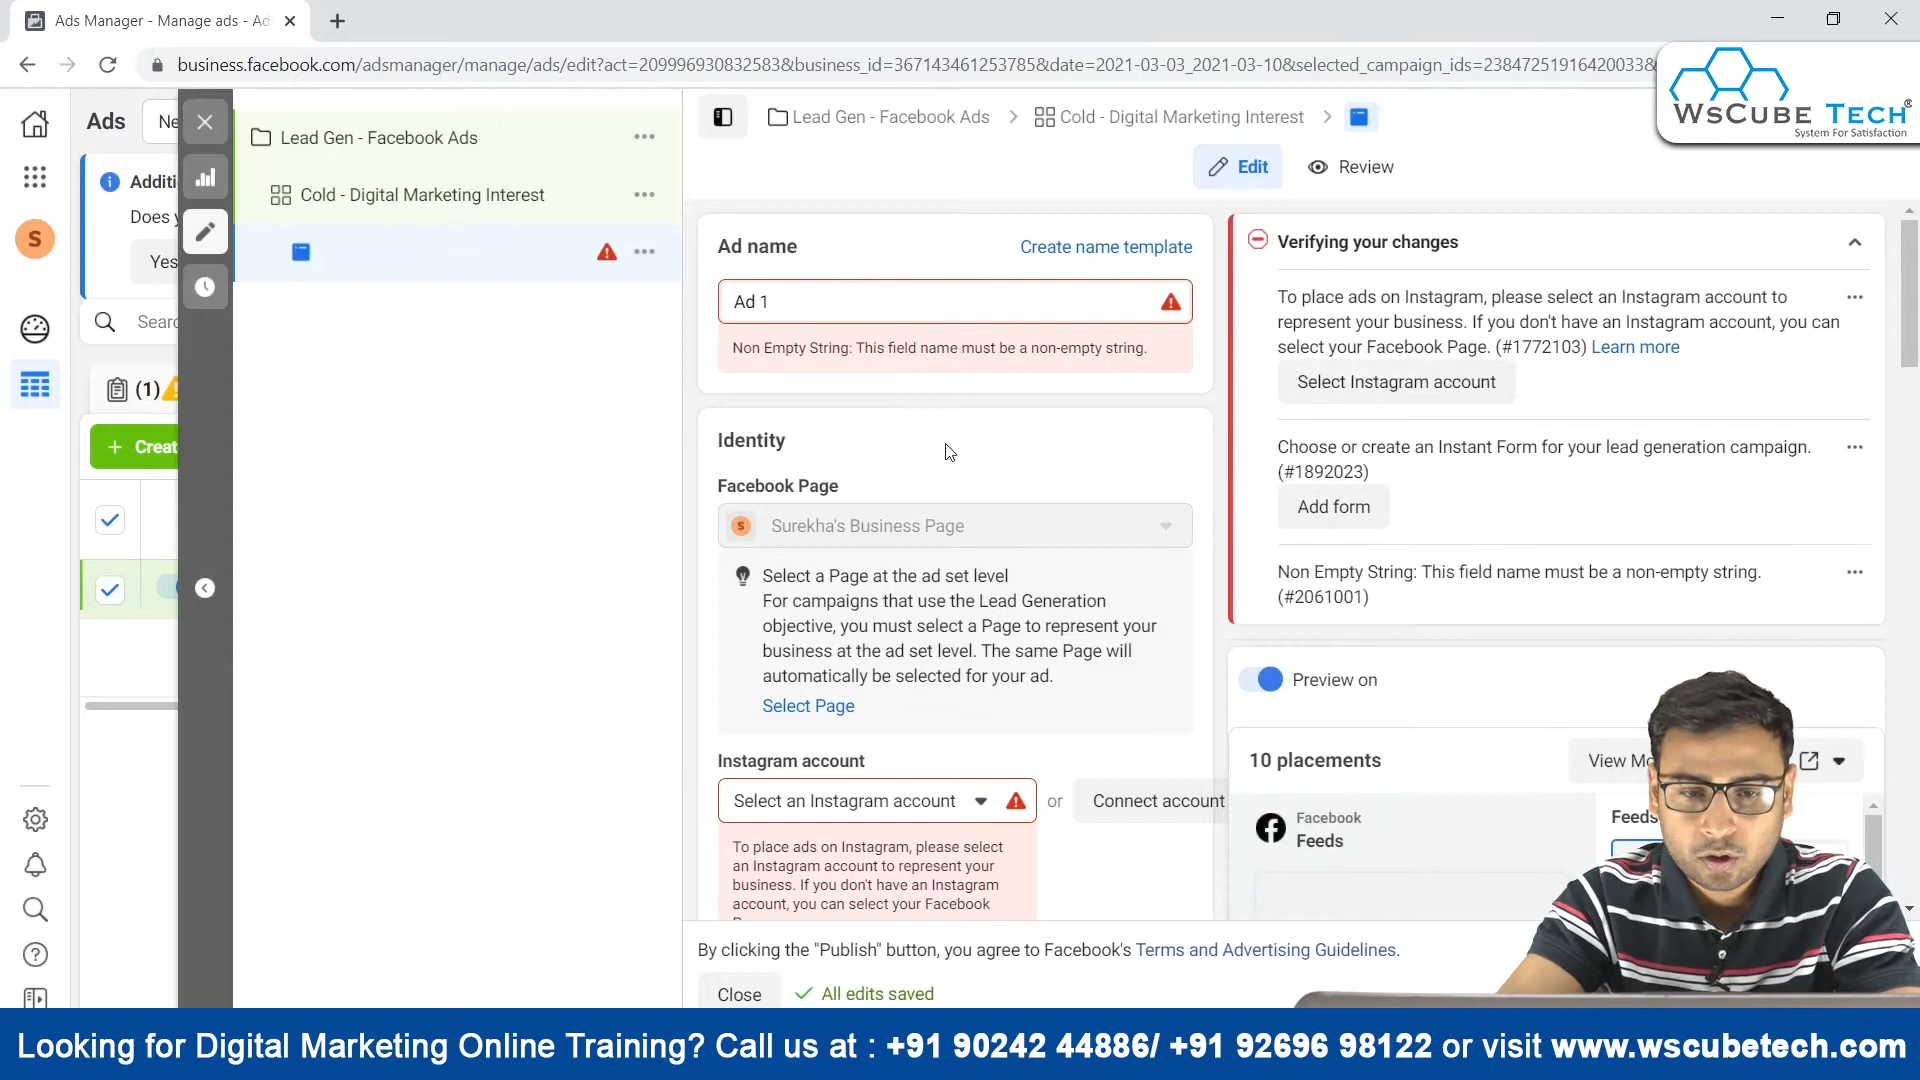 Ads Manager - Manage ads - Ad
business.facebook.com/adsmanager/manage/ads/edit?act=209996930832583&business_id=367143461253785&date=2021-03-03_2021-03-10&selected_campaign_ids=23847251916420033&
WsCube Tech®
System For Satisfaction
Ads
Ne
Lead Gen - Facebook Ads
Lead Gen - Facebook Ads > Cold - Digital Marketing Interest >
Edit
Review
Additi
Does y
Yes
S
Searc
(1)
+ Creat
Cold - Digital Marketing Interest
Ad name
Create name template
Ad 1
Non Empty String: This field name must be a non-empty string.
Identity
Facebook Page
S Surekha's Business Page
Select a Page at the ad set level
For campaigns that use the Lead Generation
objective, you must select a Page to represent your
business at the ad set level. The same Page will
automatically be selected for your ad.
Select Page
Instagram account
Select an Instagram account
or
Connect account
To place ads on Instagram, please select
an Instagram account to represent your
business. If you don't have an Instagram
account, you can select your Facebook
Verifying your changes
To place ads on Instagram, please select an Instagram account to
represent your business. If you don't have an Instagram account, you can
select your Facebook Page. (#1772103) Learn more
Select Instagram account
Choose or create an Instant Form for your lead generation campaign.
(#1892023)
Add form
Non Empty String: This field name must be a non-empty string.
(#2061001)
Preview on
10 placements
View Mo
Facebook
Feeds
Feeds
By clicking the "Publish" button, you agree to Facebook's Terms and Advertising Guidelines.
Close
All edits saved
Looking for Digital Marketing Online Training? Call us at : +91 90242 44886/ +91 92696 98122 or visit www.wscubetech.com